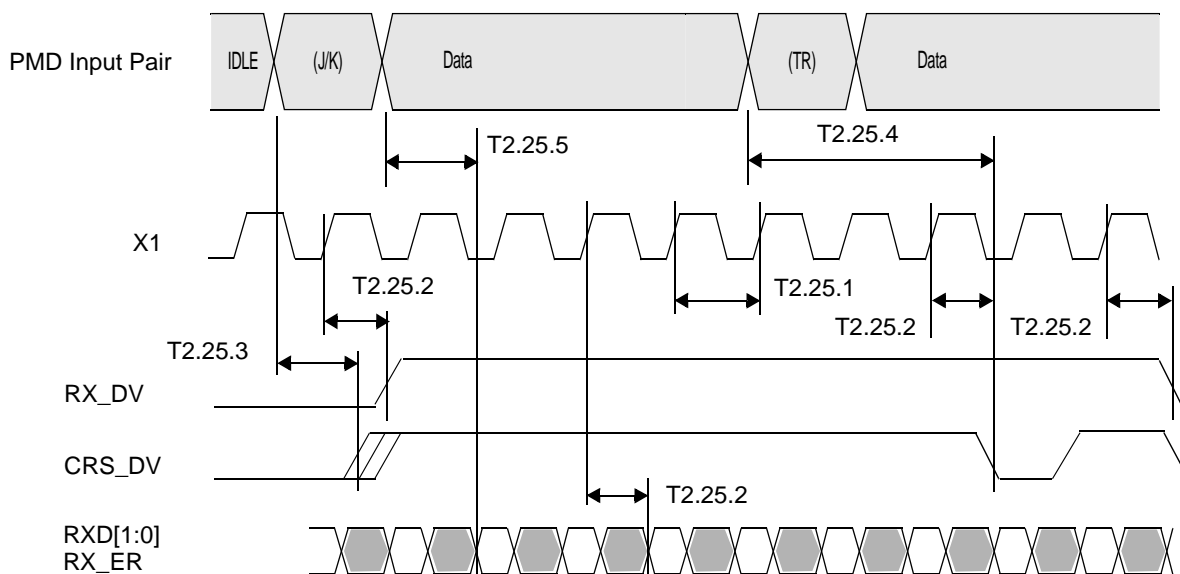 PMD Input Pair IDLE (J/K) Data (TR) Data
T2.25.5 T2.25.4
X1
T2.25.2 T2.25.1
T2.25.2 T2.25.2
T2.25.3
RX_DV
CRS_DV
T2.25.2
RXD[1:0]
RX_ER